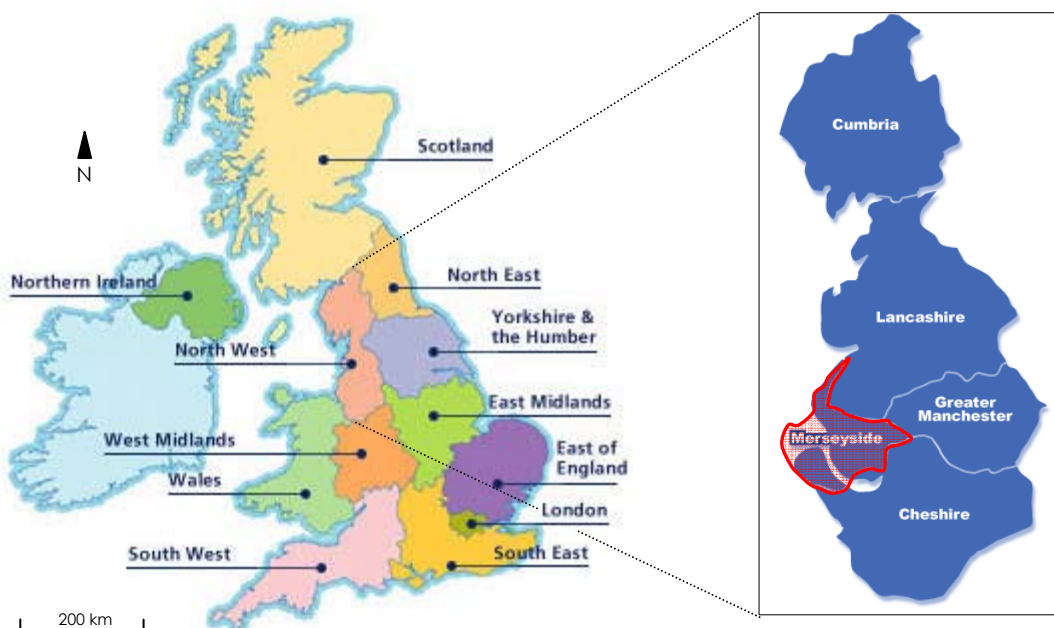 Scotland
N
Northern Ireland
North East
Yorkshire &
the Humber
North West
East Midlands
West Midlands
East of
England
Wales
London
South West
South East
200 km
Cumbria
Lancashire
Greater
Manchester
Merseyside
Cheshire